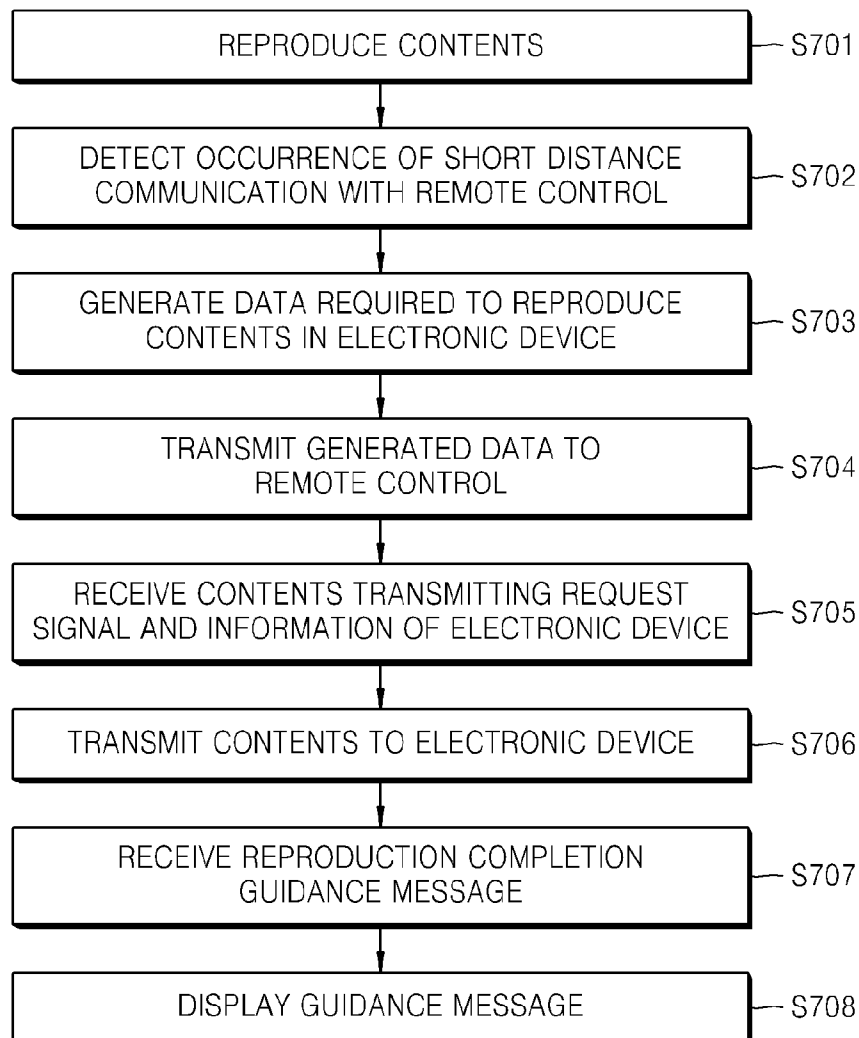 REPRODUCE CONTENTS
S701
DETECT OCCURRENCE OF SHORT DISTANCE
COMMUNICATION WITH REMOTE CONTROL
S702
GENERATE DATA REQUIRED TO REPRODUCE
CONTENTS IN ELECTRONIC DEVICE
S703
TRANSMIT GENERATED DATA TO
REMOTE CONTROL
S704
RECEIVE CONTENTS TRANSMITTING REQUEST
SIGNAL AND INFORMATION OF ELECTRONIC DEVICE
S705
TRANSMIT CONTENTS TO ELECTRONIC DEVICE
S706
RECEIVE REPRODUCTION COMPLETION
GUIDANCE MESSAGE
S707
DISPLAY GUIDANCE MESSAGE
S708